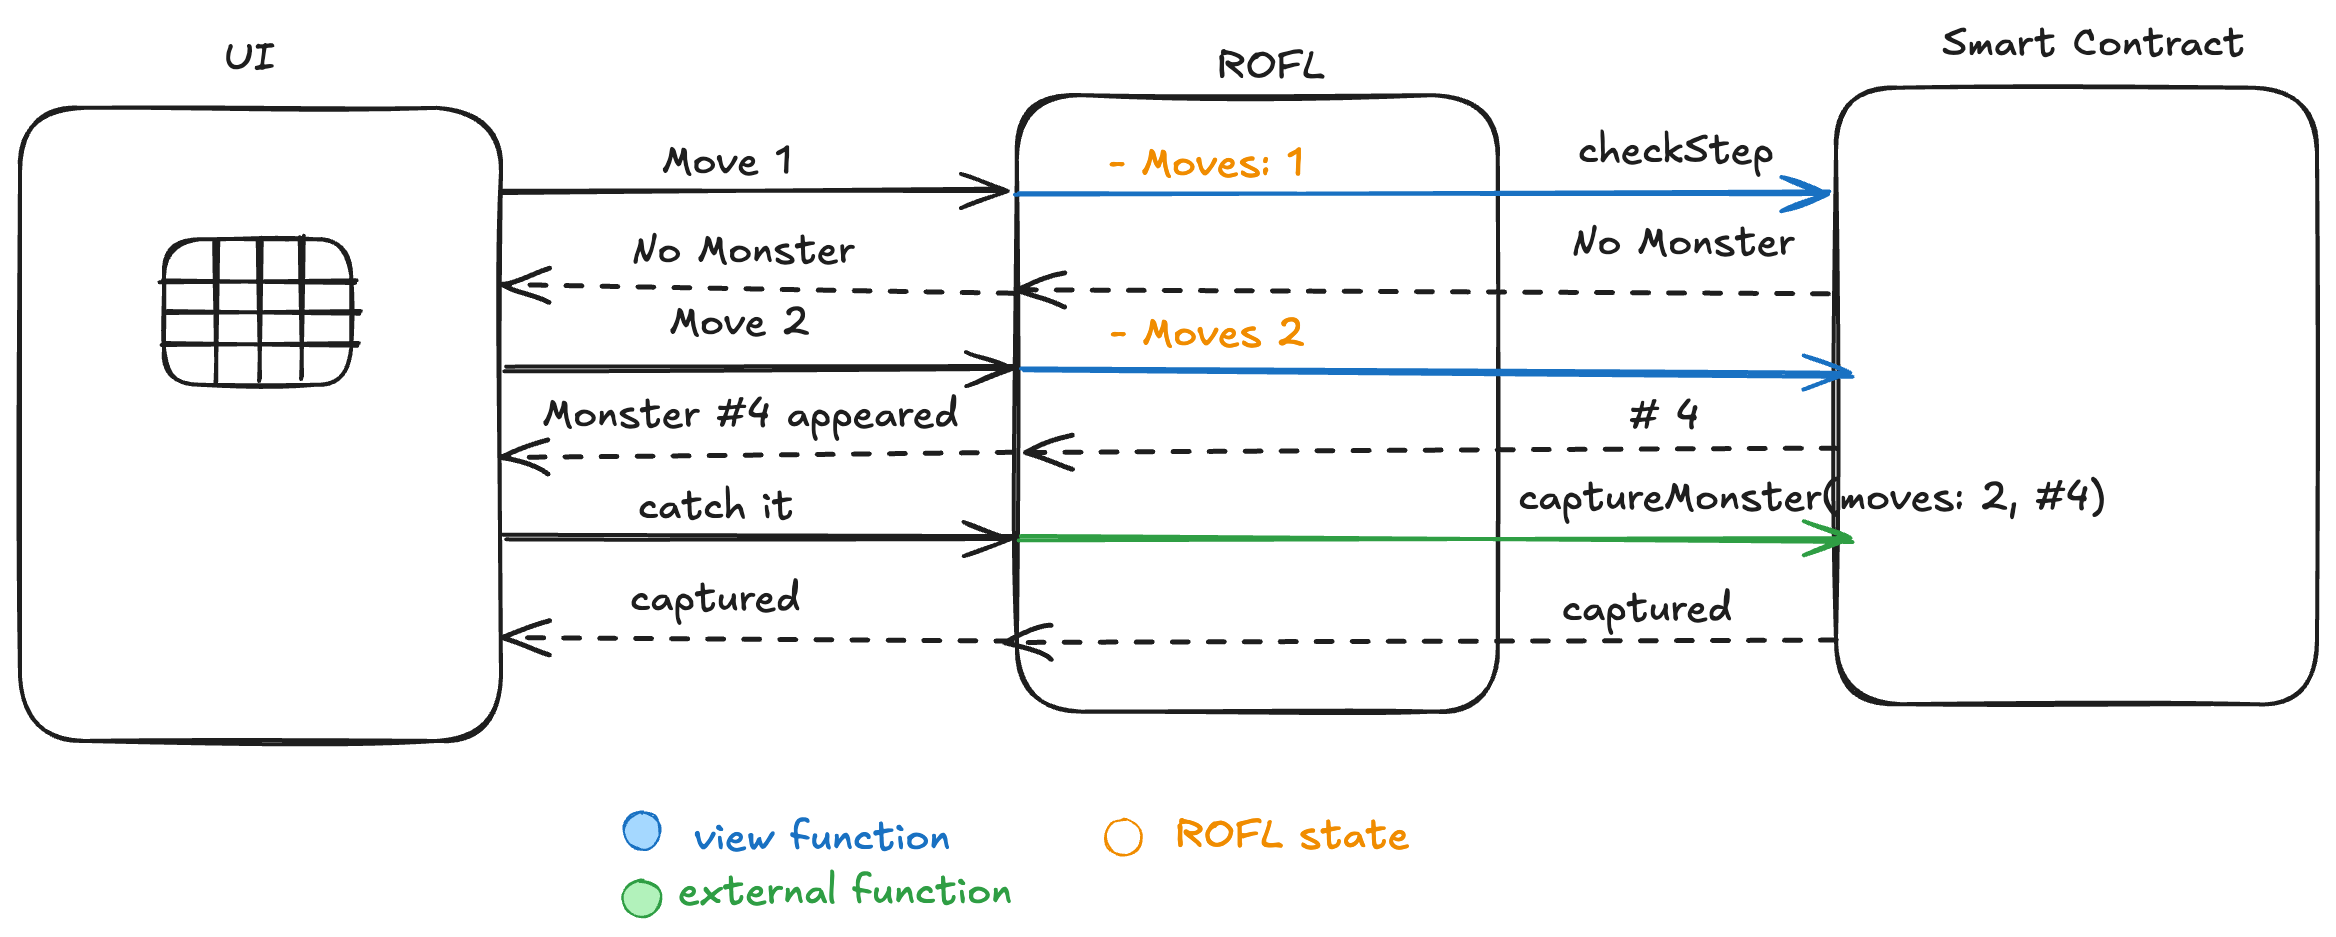 UI
ROFL
Smart Contract
Move 1
- Moves: 1
checkStep
No Monster
No Monster
Move 2
- Moves 2
Monster #4 appeared
# 4
catch it
captureMonster(moves: 2, #4)
captured
captured
view function
ROFL state
external function